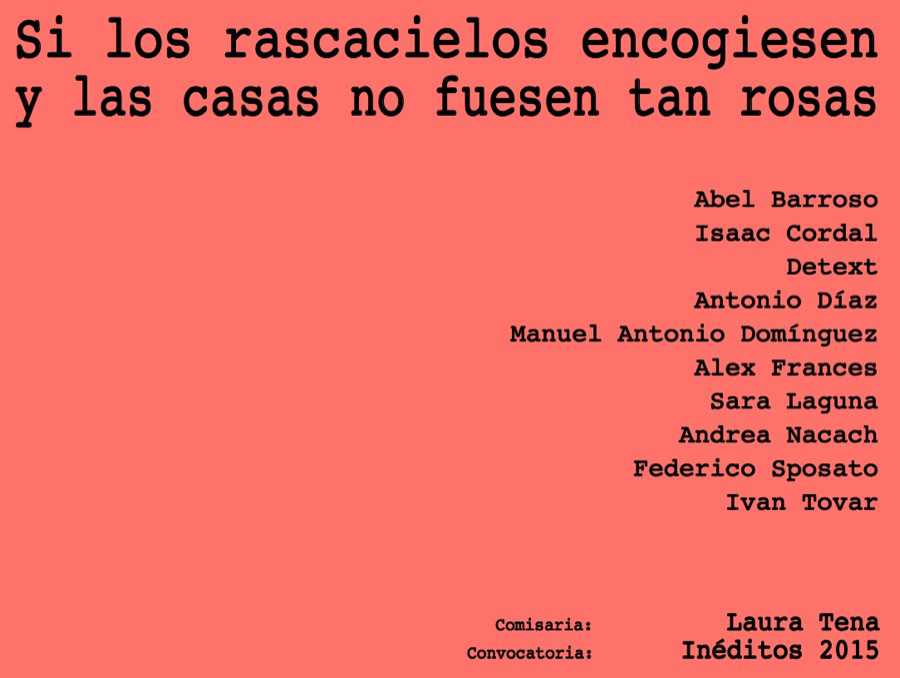 Si los rascacielos encogiesen
y las casas no fuesen tan rosas
Abel Barroso
Isaac Cordal
Detext
Antonio Díaz
Manuel Antonio Domínguez
Alex Frances
Sara Laguna
Andrea Nacach
Federico Sposato
Ivan Tovar
Comisaria: Laura Tena
Convocatoria: Inéditos 2015